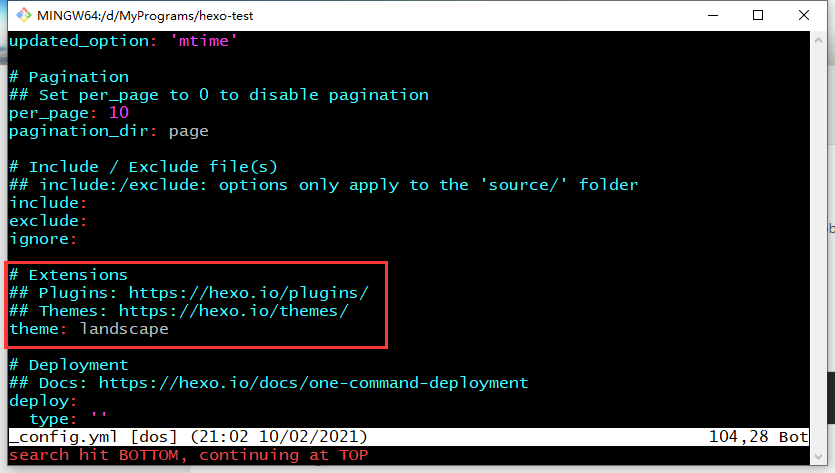 MINGW64:/d/MyPrograms/hexo-test
updated_option: 'mtime'
# Pagination
## Set per_page to 0 to disable pagination
per_page: 10
pagination_dir: page
# Include / Exclude file(s)
## include:/exclude: options only apply to the 'source/' folder
include:
exclude:
ignore:
# Extensions
## Plugins: https://hexo.io/plugins/
## Themes: https://hexo.io/themes/
theme: landscape
# Deployment
## Docs: https://hexo.io/docs/one-command-deployment
deploy:
  type: ''
_config.yml [dos] (21:02 10/02/2021) 104,28 Bot
search hit BOTTOM, continuing at TOP